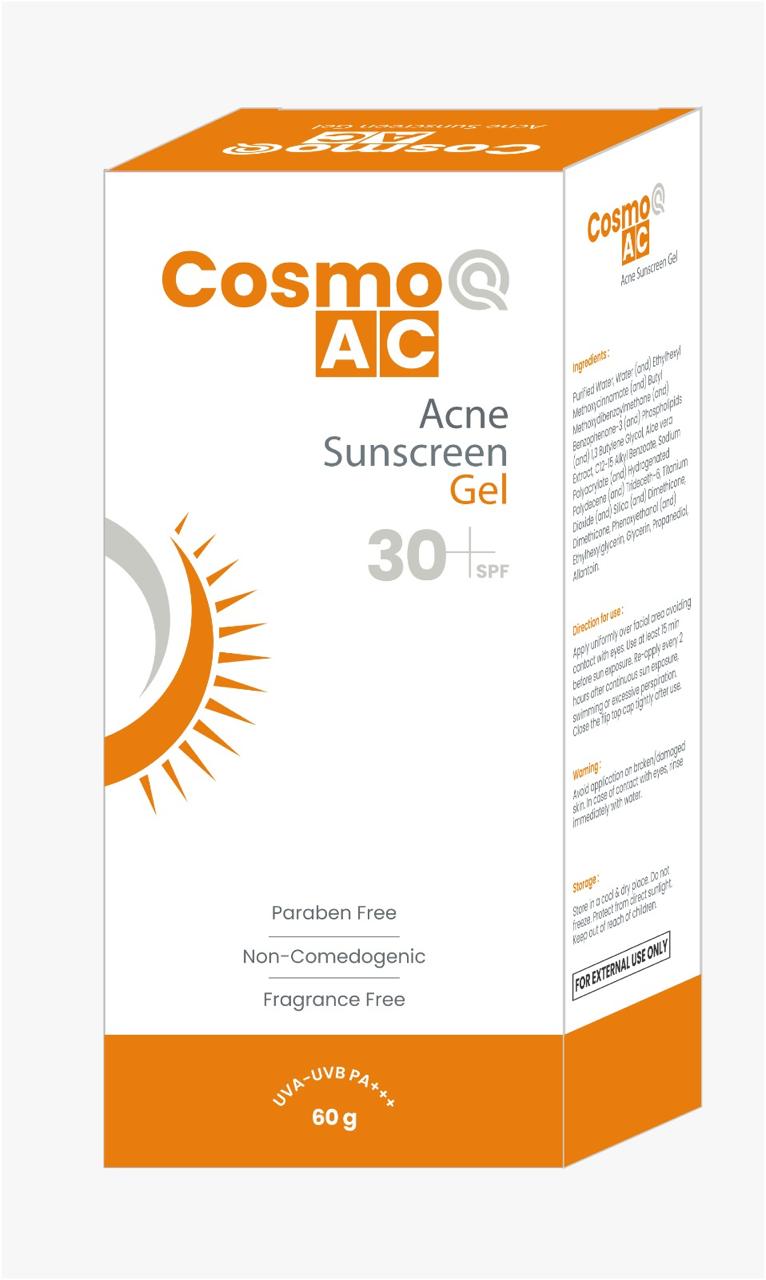 CosmoQ
AC
Acne Sunscreen Gel
CosmoQ
AC
Acne
Sunscreen
Gel
30+
SPF
Paraben Free
Non-Comedogenic
Fragrance Free
UVA-UVB PA+++
60 g
CosmoQ
AC
Acne Sunscreen Gel
Ingredients :
Purified Water, Water (and) Ethylhexyl
Methoxycinnamate (and) Butyl
Methoxydibenzoylmethane (and)
Benzophenone-3 (and) Phospholipids
(and) 1,3 Butylene Glycol, Aloe vera
Extract, C12-15 Alkyl Benzoate, Sodium
Polyacrylate (and) Hydrogenated
Polydecene (and) Trideceth-6, Titanium
Dioxide (and) Silica (and) Dimethicone,
Dimethicone, Phenoxyethanol (and)
Ethylhexylglycerin, Glycerin, Propanediol,
Allantoin.
Direction for use :
Apply uniformly over facial area avoiding
contact with eyes. Use at least 15 min
before sun exposure. Re-apply every 2
hours after continuous sun exposure,
swimming or excessive perspiration.
Close the flip top cap tightly after use.
Warning :
Avoid application on broken/damaged
skin. In case of contact with eyes, rinse
immediately with water.
Storage :
Store in a cool & dry place. Do not
freeze. Protect from direct sunlight.
Keep out of reach of children.
FOR EXTERNAL USE ONLY